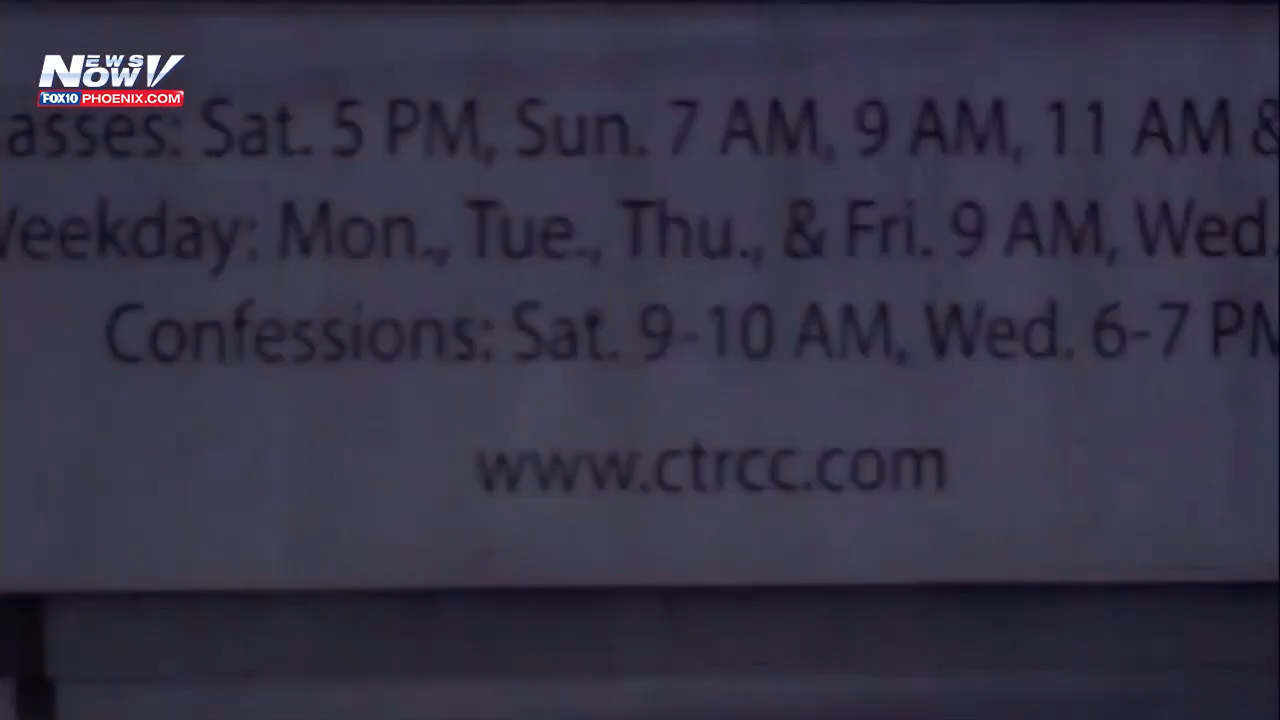 NEWS
NOW
FOX10 PHOENIX.COM
asses: Sat. 5 PM, Sun. 7 AM, 9 AM, 11 AM &
Weekday: Mon., Tue., Thu., & Fri. 9 AM, Wed.
Confessions: Sat. 9-10 AM, Wed. 6-7 PM
www.ctrcc.com